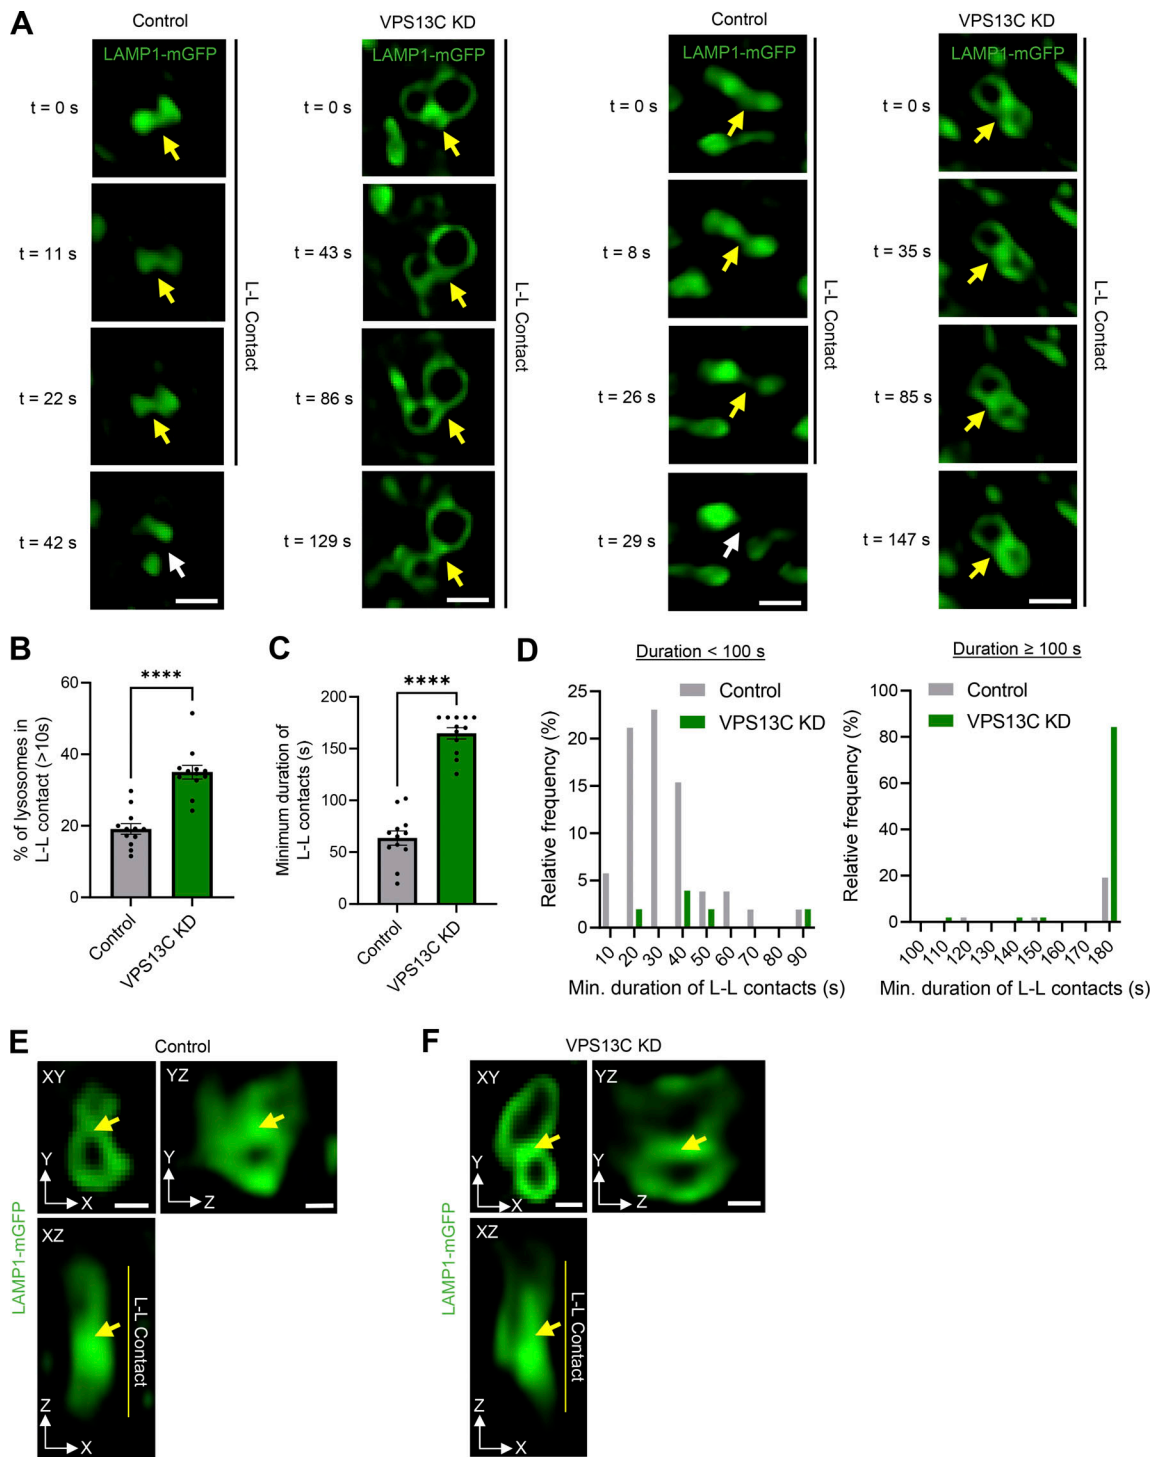 A
Control
VPS13C KD
Control
VPS13C KD
LAMP1-mGFP
LAMP1-mGFP
LAMP1-mGFP
LAMP1-mGFP
t = 0 s
t = 0 s
t = 0 s
t = 0 s
t = 11 s
t = 43 s
t = 8 s
t = 35 s
L-L Contact
L-L Contact
L-L Contact
L-L Contact
t = 22 s
t = 86 s
t = 26 s
t = 85 s
t = 42 s
t = 129 s
t = 29 s
t = 147 s
B
% of lysosomes in
L-L contact (>10s)
60
40
20
0
****
Control
VPS13C KD
C
Minimum duration of
L-L contacts (s)
200
150
100
50
0
****
Control
VPS13C KD
D
Duration < 100 s
Control
VPS13C KD
Relative frequency (%)
25
20
15
10
5
0
10 20 30 40 50 60 70 80 90
Min. duration of L-L contacts (s)
Duration ≥ 100 s
Control
VPS13C KD
Relative frequency (%)
100
80
60
40
20
0
100 110 120 130 140 150 160 170 180
Min. duration of L-L contacts (s)
E
Control
LAMP1-mGFP
XY
Y
X
YZ
Y
Z
XZ
L-L Contact
Z
X
F
VPS13C KD
LAMP1-mGFP
XY
Y
X
YZ
Y
Z
XZ
L-L Contact
Z
X